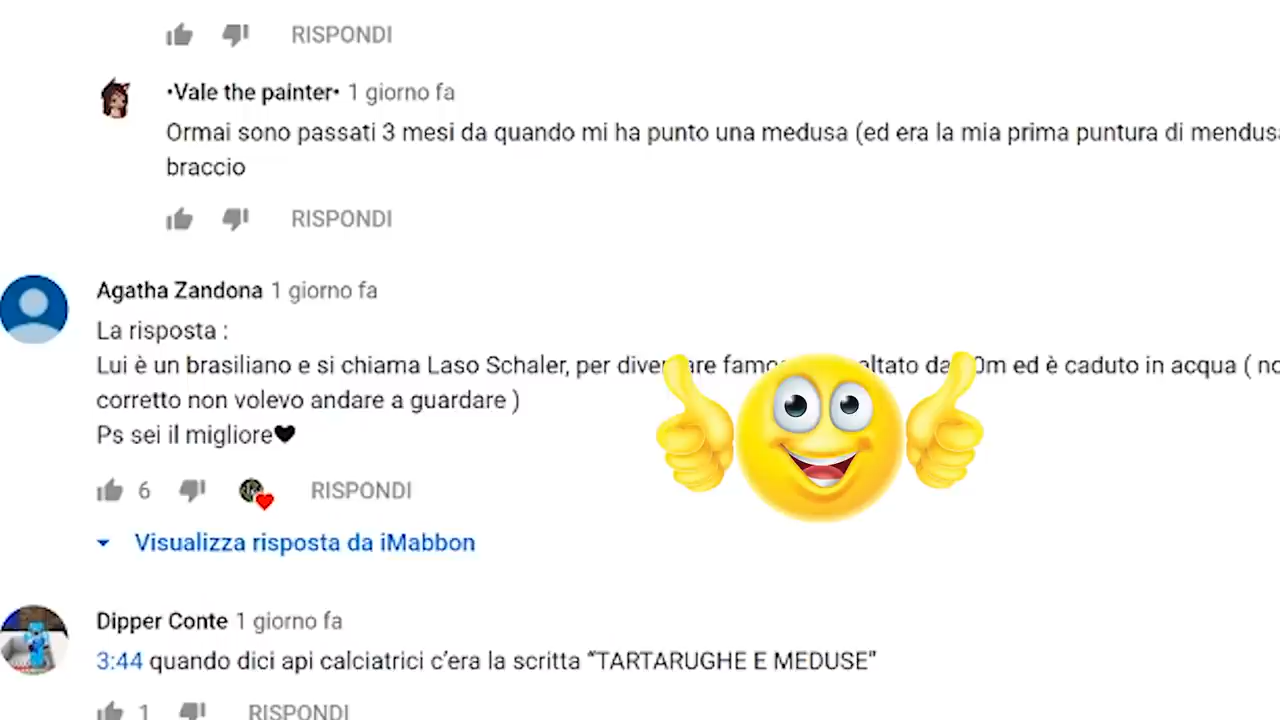 RISPONDI
•Vale the painter• 1 giorno fa
Ormai sono passati 3 mesi da quando mi ha punto una medusa (ed era la mia prima puntura di mendusa
braccio
RISPONDI
Agatha Zandona 1 giorno fa
La risposta :
Lui è un brasiliano e si chiama Laso Schaler, per ed è caduto in acqua (
corretto non volevo andare a guardare )
Ps sei il migliore🖤
6 RISPONDI
Visualizza risposta da iMabbon
Dipper Conte 1 giorno fa
3:44 quando dici api calciatrici c’era la scritta “TARTARUGHE E MEDUSE”
1 RISPONDI